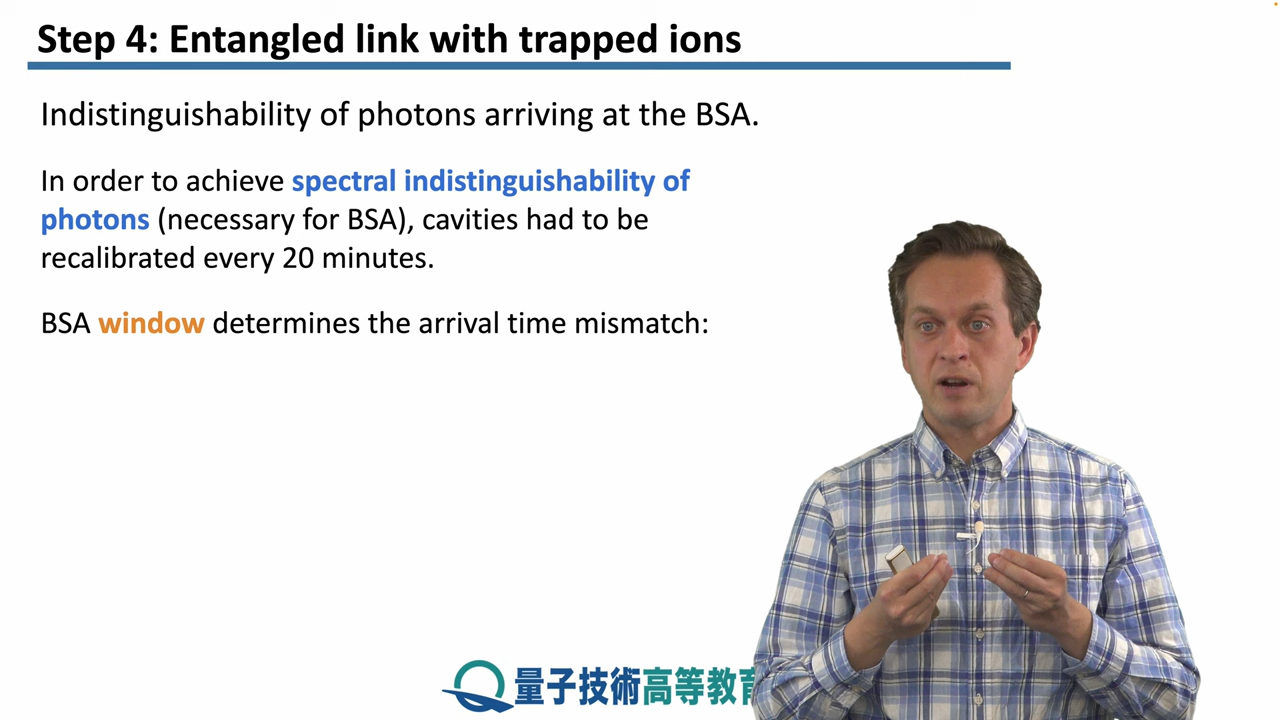 Step 4: Entangled link with trapped ions
Indistinguishability of photons arriving at the BSA.
In order to achieve spectral indistinguishability of
photons (necessary for BSA), cavities had to be
recalibrated every 20 minutes.
BSA window determines the arrival time mismatch:
量子技術高等教育